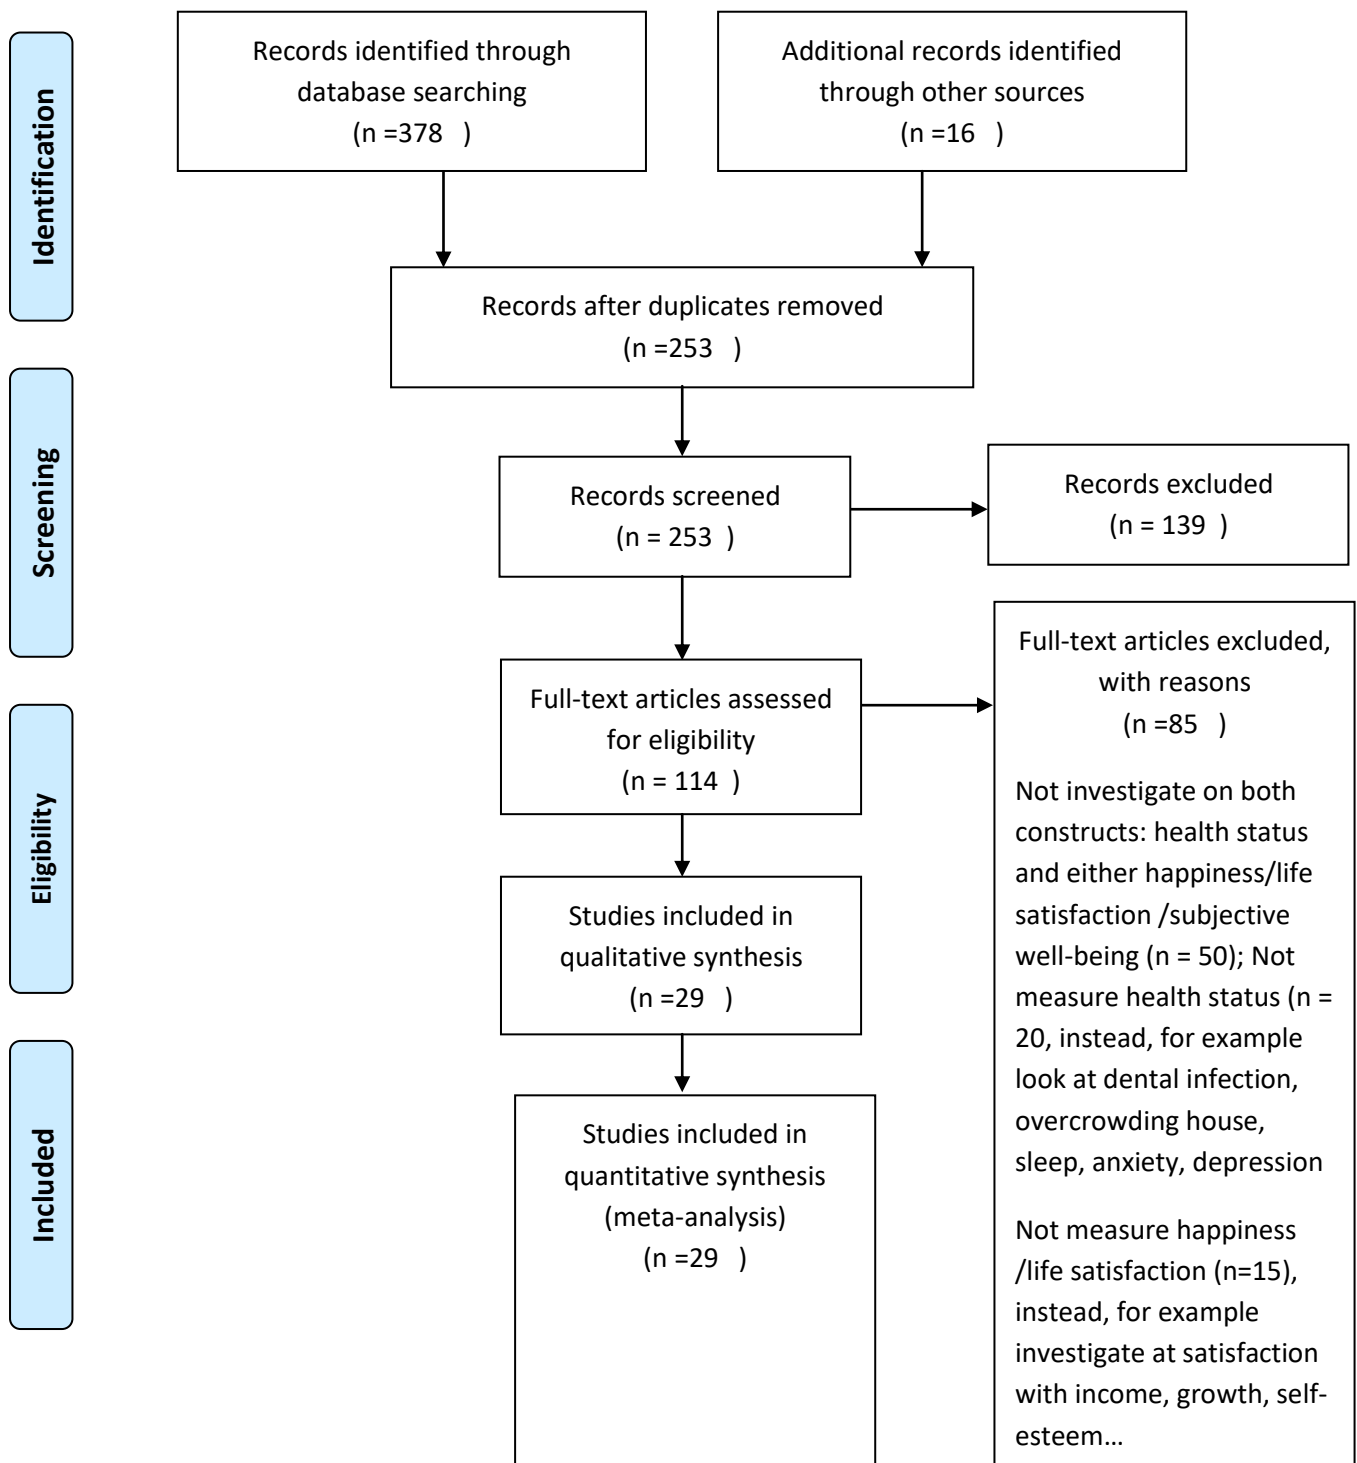 Identification
Records identified through
database searching
(n =378   )
Additional records identified
through other sources
(n =16   )
Records after duplicates removed
(n =253   )
Screening
Records screened
(n = 253  )
Records excluded
(n = 139  )
Eligibility
Full-text articles assessed
for eligibility
(n = 114  )
Full-text articles excluded,
with reasons
(n =85   )
Not investigate on both
constructs: health status
and either happiness/life
satisfaction /subjective
well-being (n = 50); Not
measure health status (n =
20, instead, for example
look at dental infection,
overcrowding house,
sleep, anxiety, depression
Not measure happiness
/life satisfaction (n=15),
instead, for example
investigate at satisfaction
with income, growth, self-
esteem…
Studies included in
qualitative synthesis
(n =29   )
Included
Studies included in
quantitative synthesis
(meta-analysis)
(n =29   )